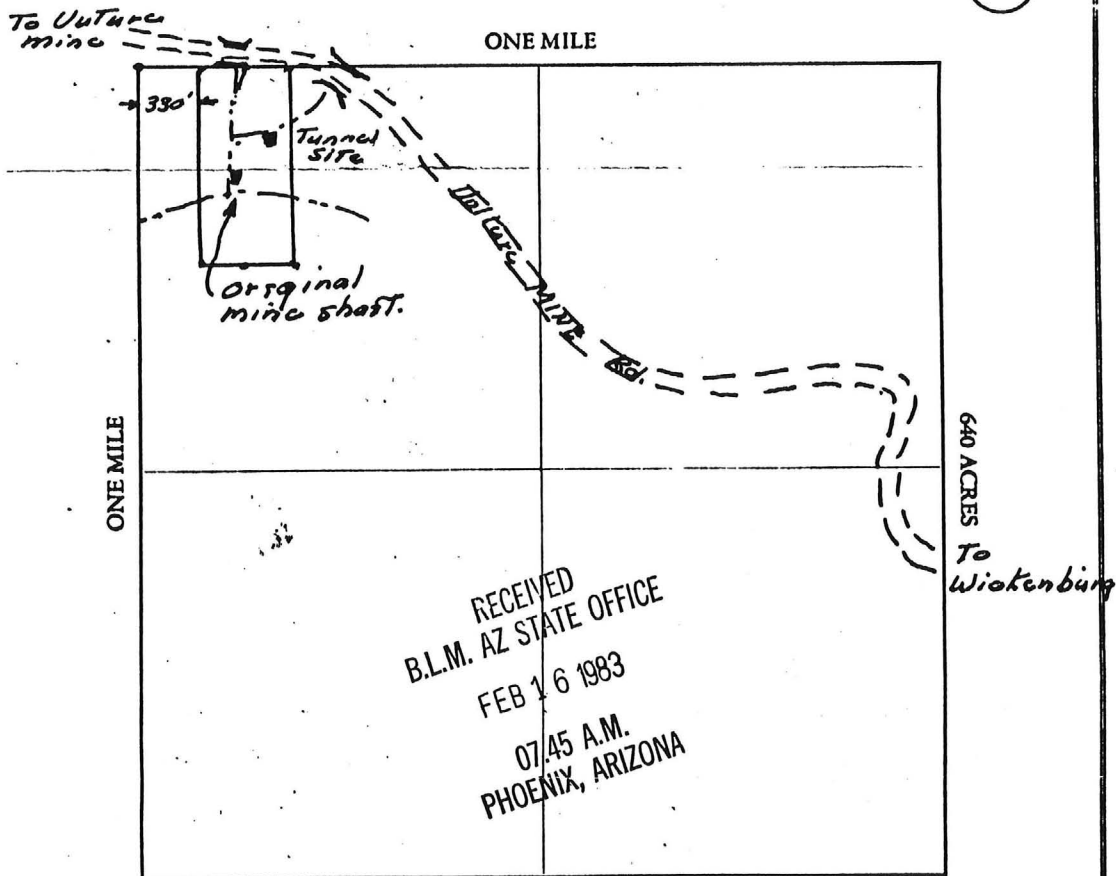 To Vuture
mine
ONE MILE
330'
Tunnel
Site
original
mine shaft.
Vulture MINE Rd.
ONE MILE
640 ACRES
To
Wickenburg
RECEIVED
B.L.M. AZ STATE OFFICE
FEB 16 1983
07.45 A.M.
PHOENIX, ARIZONA